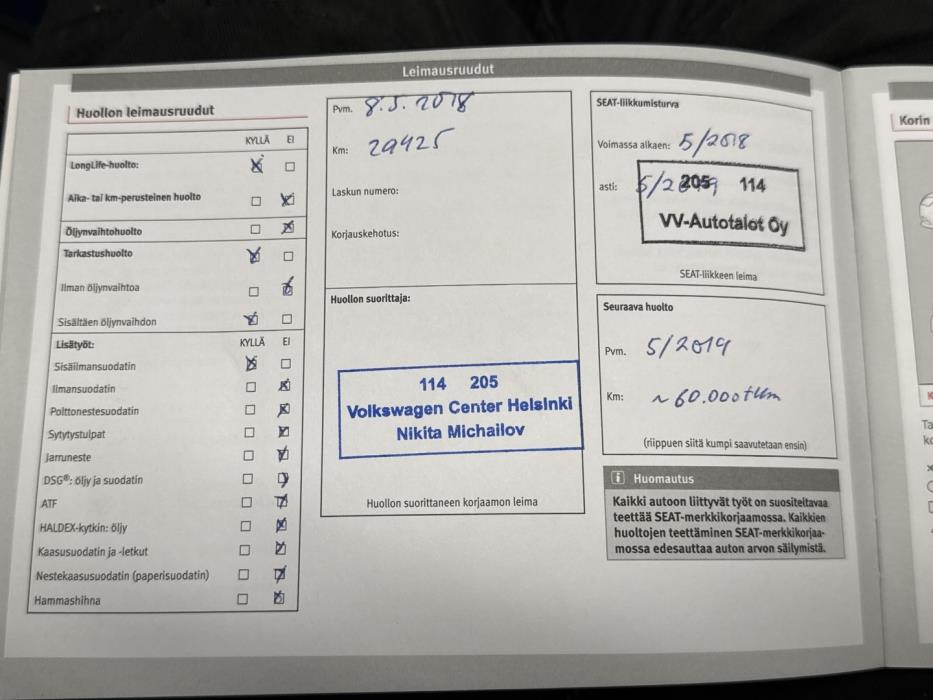 Leimausruudut
Huollon leimausruudut
KYLLÄ EI
LongLife-huolto:
Aika- tai km-perusteinen huolto
Öljynvaihtohuolto
Tarkastushuolto
Ilman öljynvaihtoa
Sisältäen öljynvaihdon
Lisätyöt: KYLLÄ EI
Sisäilmansuodatin
Ilmansuodatin
Polttonestesuodatin
Sytytystulpat
Jarruneste
DSG®: öljy ja suodatin
ATF
HALDEX-kytkin: öljy
Kaasusuodatin ja -letkut
Nestekaasusuodatin (paperisuodatin)
Hammashihna
Pvm. 8.5.2018
Km: 29425
Laskun numero:
Korjauskehotus:
Huollon suorittaja:
114 205
Volkswagen Center Helsinki
Nikita Michailov
Huollon suorittaneen korjaamon leima
SEAT-liikkumisturva
Voimassa alkaen: 5/2018
asti: 5/2019
205 114
VV-Autotalot Oy
SEAT-liikkeen leima
Seuraava huolto
Pvm. 5/2019
Km: ~60.000tkm
(riippuen siitä kumpi saavutetaan ensin)
i Huomautus
Kaikki autoon liittyvät työt on suositeltavaa
teettää SEAT-merkkikorjaamossa. Kaikkien
huoltojen teettäminen SEAT-merkkikorjaa-
mossa edesauttaa auton arvon säilymistä.
Korin